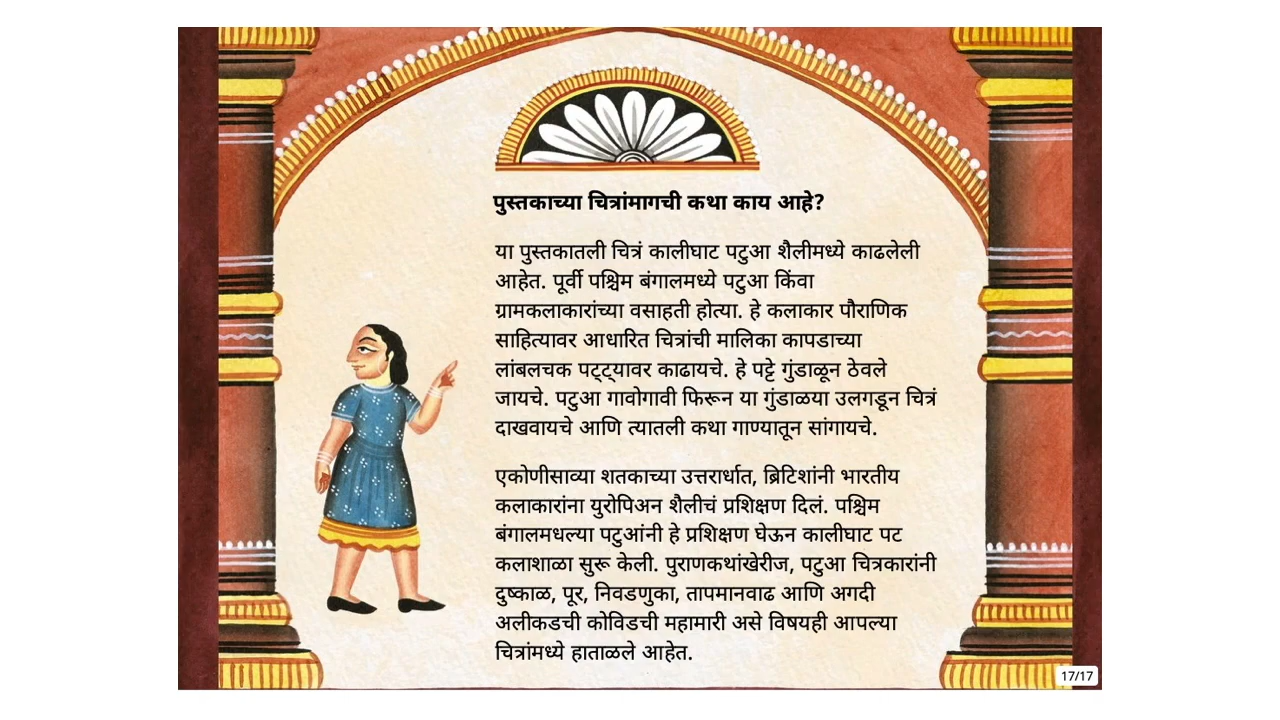 पुस्तकाच्या चित्रांमागची कथा काय आहे?
या पुस्तकातली चित्रं कालीघाट पटुआ शैलीमध्ये काढलेली
आहेत. पूर्वी पश्चिम बंगालमध्ये पटुआ किंवा
ग्रामकलाकारांच्या वसाहती होत्या. हे कलाकार पौराणिक
साहित्यावर आधारित चित्रांची मालिका कापडाच्या
लांबलचक पट्ट्यावर काढायचे. हे पट्टे गुंडाळून ठेवले
जायचे. पटुआ गावोगावी फिरून या गुंडाळया उलगडून चित्रं
दाखवायचे आणि त्यातली कथा गाण्यातून सांगायचे.
एकोणीसाव्या शतकाच्या उत्तरार्धात, ब्रिटिशांनी भारतीय
कलाकारांना युरोपिअन शैलीचं प्रशिक्षण दिलं. पश्चिम
बंगालमधल्या पटुआंनी हे प्रशिक्षण घेऊन कालीघाट पट
कलाशाळा सुरू केली. पुराणकथांखेरीज, पटुआ चित्रकारांनी
दुष्काळ, पूर, निवडणुका, तापमानवाढ आणि अगदी
अलीकडची कोविडची महामारी असे विषयही आपल्या
चित्रांमध्ये हाताळले आहेत.
17/17